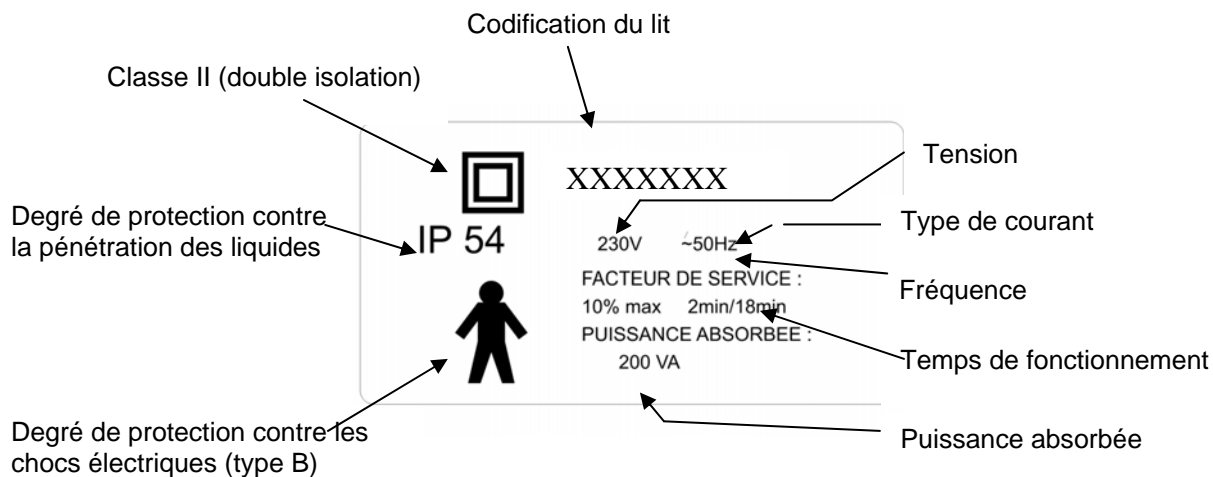 Codification du lit
Classe II (double isolation)
XXXXXXX
Tension
Degré de protection contre
la pénétration des liquides
IP 54
230V ~50Hz
Type de courant
FACTEUR DE SERVICE :
Fréquence
10% max 2min/18min
PUISSANCE ABSORBEE :
200 VA
Temps de fonctionnement
Degré de protection contre les
chocs électriques (type B)
Puissance absorbée